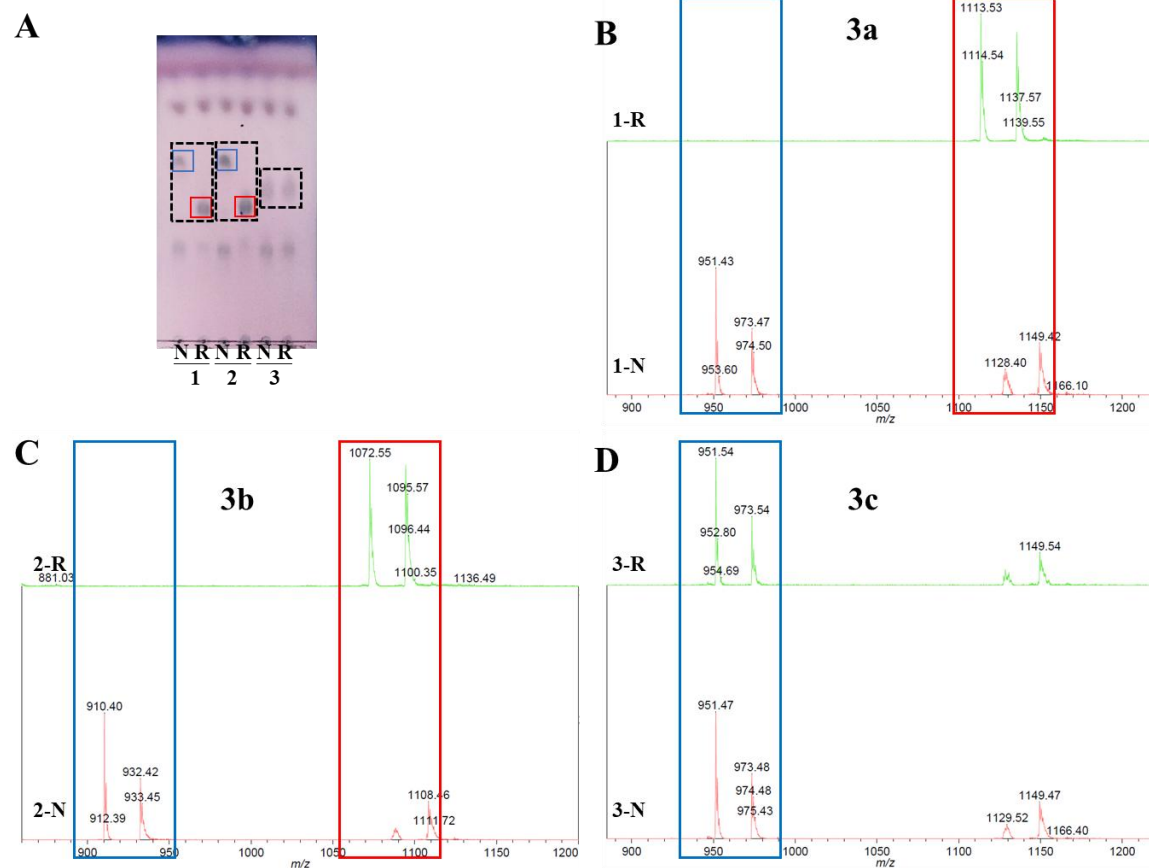 A
N R N R N R
1 2 3
B
3a
1113.53
1114.54
1137.57
1139.55
1-R
951.43
973.47
974.50
953.60
1149.42
1128.40
1166.10
1-N
900 950 1000 1050 1100 1150 1200
m/z
C
3b
1072.55
1095.57
1096.44
1100.35
1136.49
2-R
881.03
910.40
932.42
933.45
912.39
1108.46
1111.72
2-N
900 950 1000 1050 1100 1150 1200
m/z
D
3c
951.54
973.54
952.80
954.69
1149.54
3-R
951.47
973.48
974.48
975.43
1149.47
1129.52
1166.40
3-N
900 950 1000 1050 1100 1150 1200
m/z